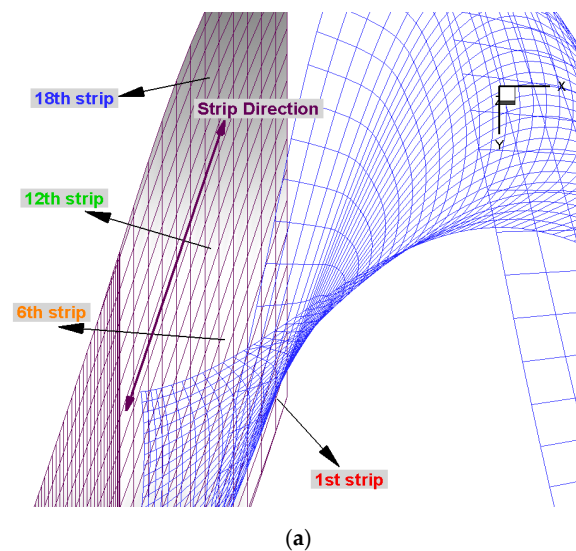 18th strip
Strip Direction
X
Y
12th strip
6th strip
1st strip
(a)